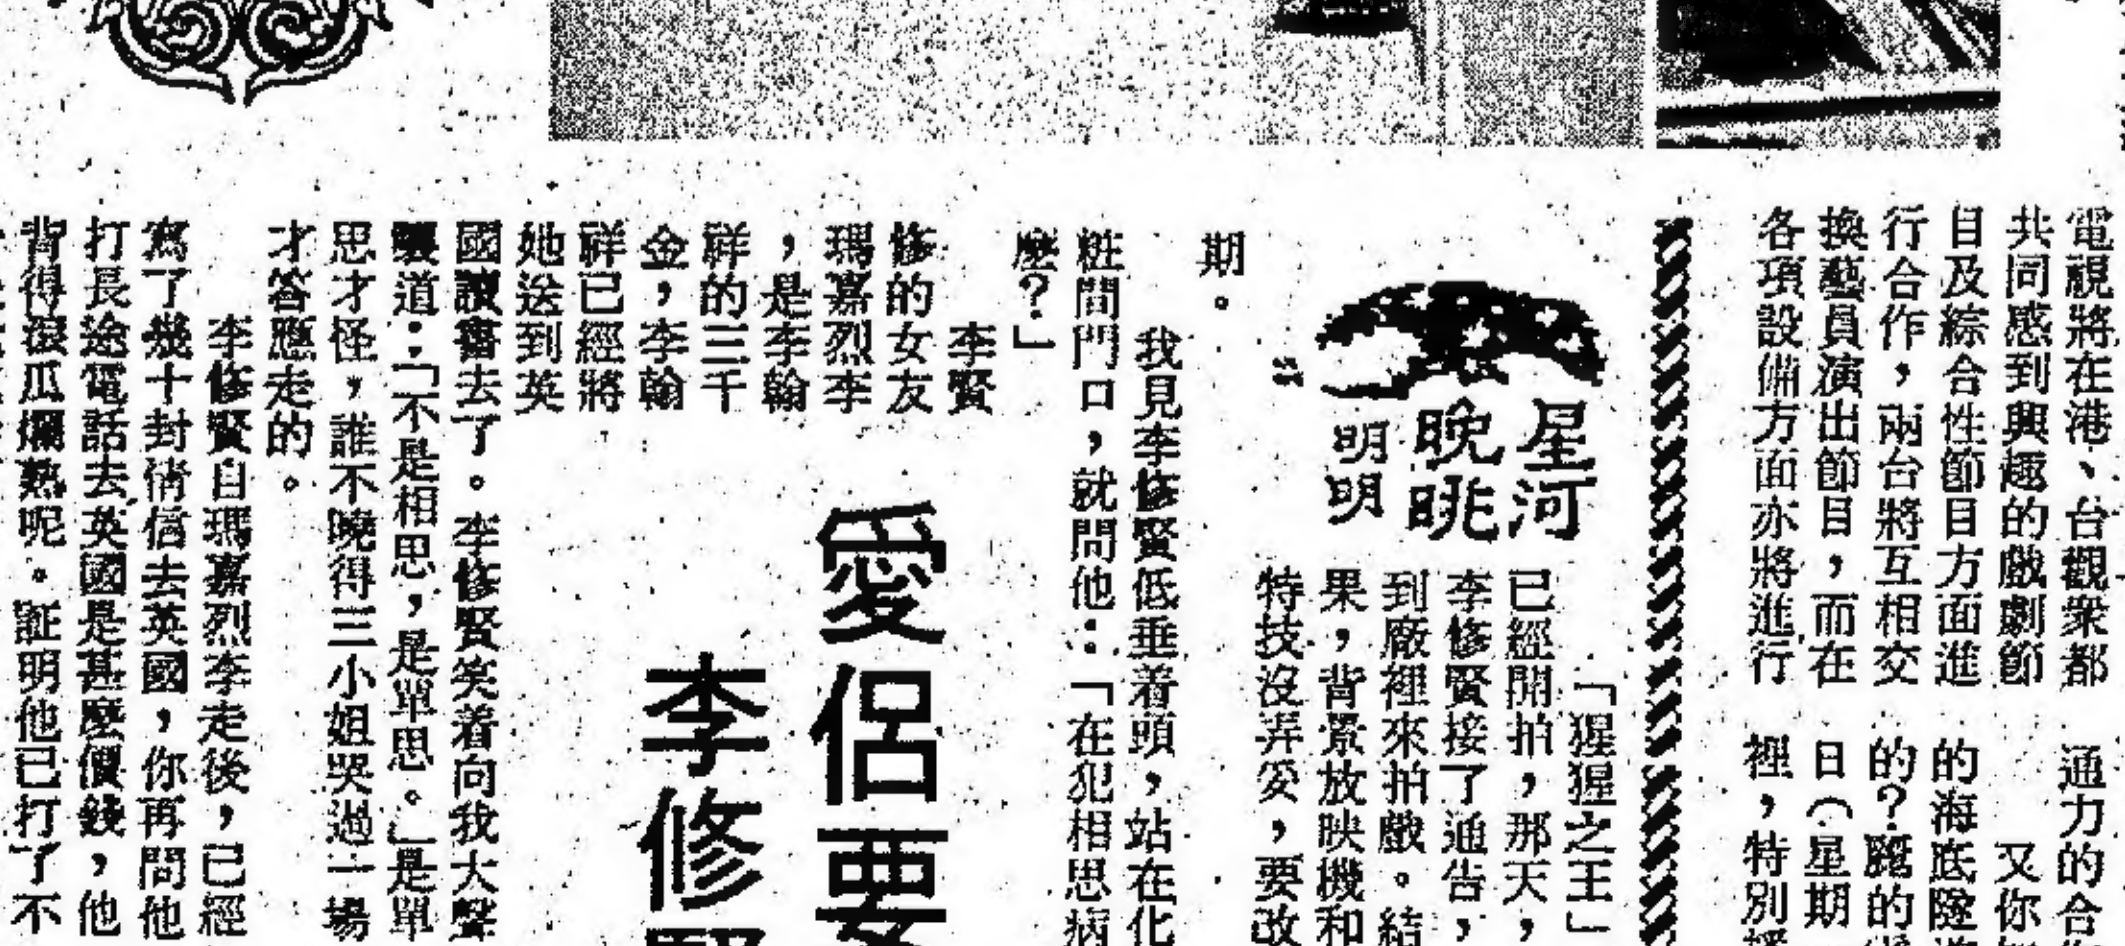 電視將在港、台觀衆都
共同感到興趣的戲劇節
目及綜合性節目方面進
行合作，兩台將互相交
換藝員演出節目，而在
各項設備方面亦將進行
通力的合
又你
的海底隧
的？
日（星期
裡，特別
星河
晚眺
明明
「猩猩之王」
已經開拍，那天，
李修賢接了通告，
到廠裡來拍戲。結
果，背景放映機和
特技沒弄妥，要改
期。
我見李修賢低垂着頭，站在化
粧間門口，就問他：「在犯相思病
麼？」
愛侶要
李修賢
李賢
修的女友
瑪嘉烈李
，是李翰
祥的三千
金，李翰
祥已經將
她送到英
國讀書去了。李修賢笑着向我大聲
嚷道：「不是相思，是單思。」是單
思才怪，誰不曉得三小姐哭過一場
才答應走的。
李修賢自瑪嘉烈李走後，已經
寫了幾十封情信去英國，你再問他
打長途電話去英國是甚麼價錢，他
背得滾瓜爛熟呢。証明他已打了不